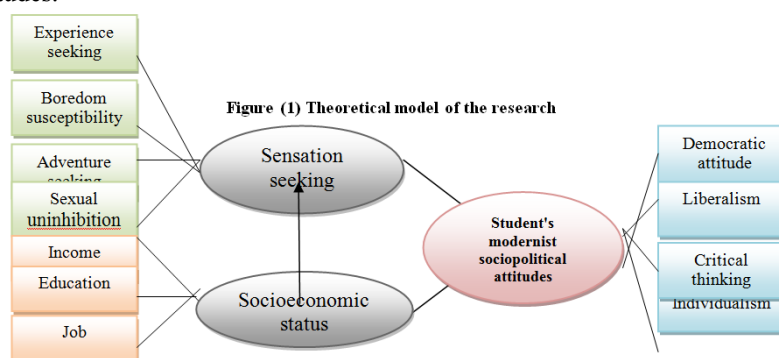 Experience
seeking
Boredom
susceptibility
Figure (1) Theoretical model of the research
Adventure
seeking
Sexual
uninhibition
Income
Education
Job
Sensation
seeking
Socioeconomic
status
Student's
modernist
sociopolitical
attitudes
Democratic
attitude
Liberalism
Critical
thinking
Individualism